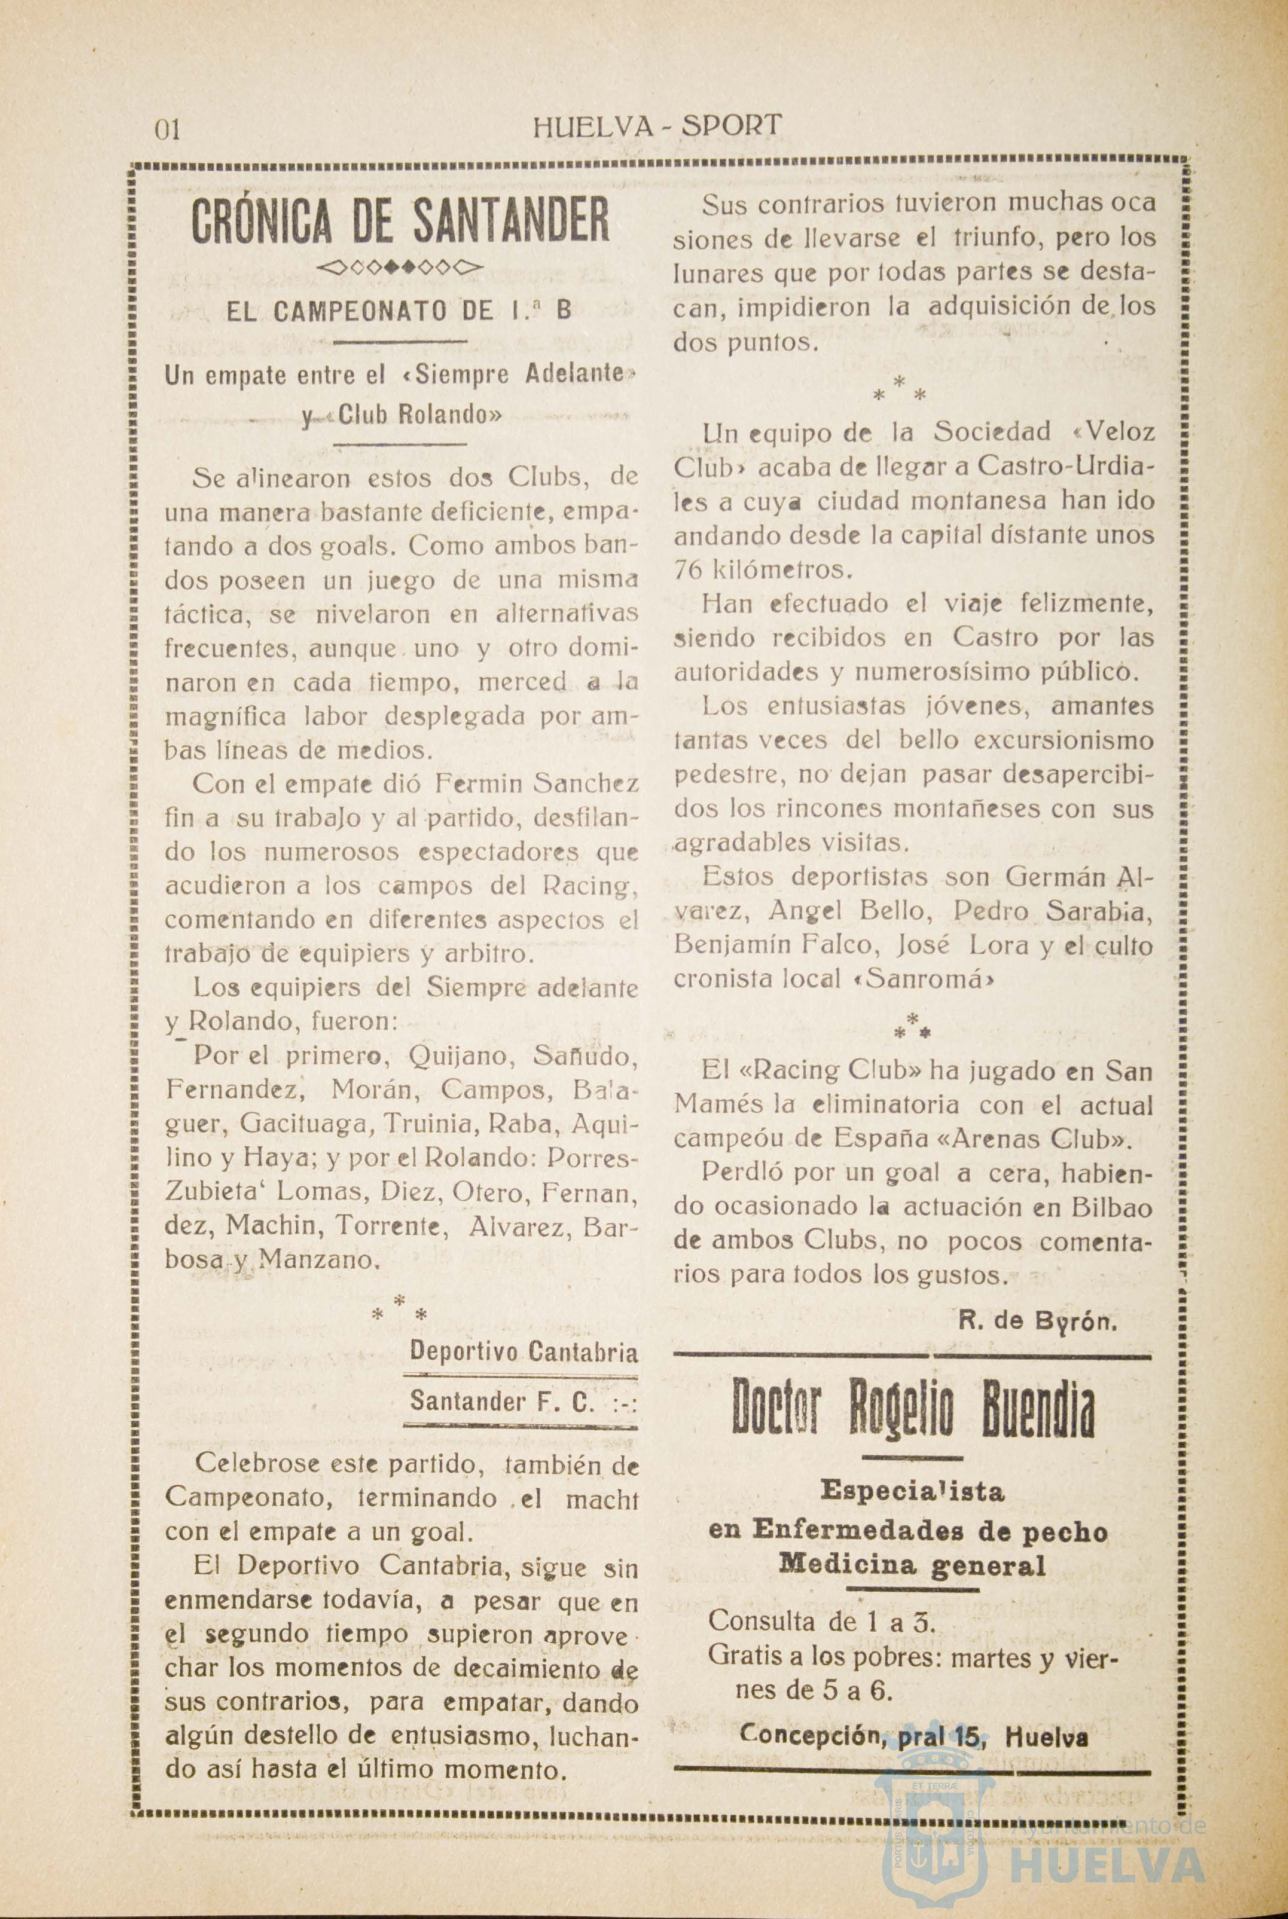 01
HUELVA - SPORT
CRÓNICA DE SANTANDER
EL CAMPEONATO DE 1.ª B
Un empate entre el «Siempre Adelante»
y «Club Rolando»
Se alinearon estos dos Clubs, de
una manera bastante deficiente, empa-
tando a dos goals. Como ambos ban-
dos poseen un juego de una misma
táctica, se nivelaron en alternativas
frecuentes, aunque uno y otro domi-
naron en cada tiempo, merced a la
magnífica labor desplegada por am-
bas líneas de medios.
Con el empate dió Fermin Sanchez
fin a su trabajo y al partido, desfilan-
do los numerosos espectadores que
acudieron a los campos del Racing,
comentando en diferentes aspectos el
trabajo de equipiers y arbitro.
Los equipiers del Siempre adelante
y Rolando, fueron:
Por el primero, Quijano, Sañudo,
Fernandez, Morán, Campos, Bala-
guer, Gacituaga, Truinia, Raba, Aqui-
lino y Haya; y por el Rolando: Porres-
Zubieta‘ Lomas, Diez, Otero, Fernan,
dez, Machin, Torrente, Alvarez, Bar-
bosa y Manzano.
* * *
Deportivo Cantabria
Santander F. C. :-:
Celebrose este partido, también de
Campeonato, terminando el macht
con el empate a un goal.
El Deportivo Cantabria, sigue sin
enmendarse todavía, a pesar que en
el segundo tiempo supieron aprove-
char los momentos de decaimiento de
sus contrarios, para empatar, dando
algún destello de entusiasmo, luchan-
do así hasta el último momento.
Sus contrarios tuvieron muchas oca
siones de llevarse el triunfo, pero los
lunares que por todas partes se desta-
can, impidieron la adquisición de los
dos puntos.
* * *
Un equipo de la Sociedad «Veloz
Club» acaba de llegar a Castro-Urdia-
les a cuya ciudad montanesa han ido
andando desde la capital dístante unos
76 kilómetros.
Han efectuado el viaje felizmente,
siendo recibidos en Castro por las
autoridades y numerosísimo público.
Los entusiastas jóvenes, amantes
tantas veces del bello excursionismo
pedestre, no dejan pasar desapercibi-
dos los rincones montañeses con sus
agradables visitas.
Estos deportistas son Germán Al-
varez, Angel Bello, Pedro Sarabia,
Benjamín Falco, José Lora y el culto
cronista local «Sanromá»
* * *
El «Racing Club» ha jugado en San
Mamés la eliminatoria con el actual
campeóu de España «Arenas Club».
Perdló por un goal a cera, habien-
do ocasionado la actuación en Bilbao
de ambos Clubs, no pocos comenta-
rios para todos los gustos.
R. de Byrón.
Doctor Rogelio Buendia
Especialista
en Enfermedades de pecho
Medicina general
Consulta de 1 a 3.
Gratis a los pobres: martes y vier-
nes de 5 a 6.
Concepción, pral 15, Huelva
Ayuntamiento de
HUELVA